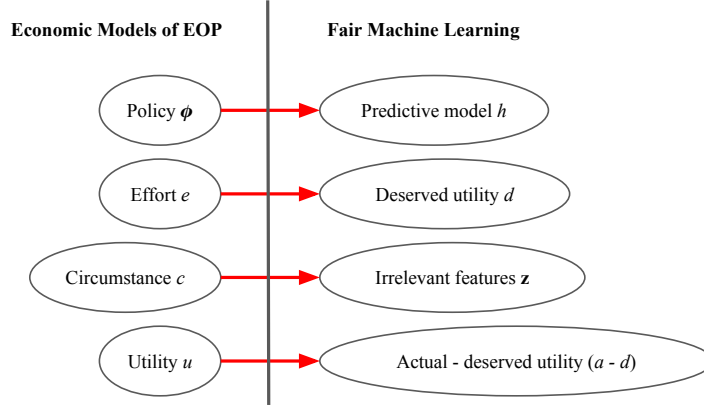 Economic Models of EOP
Fair Machine Learning
Policy ϕ
Predictive model h
Effort e
Deserved utility d
Circumstance c
Irrelevant features z
Utility u
Actual - deserved utility (a - d)